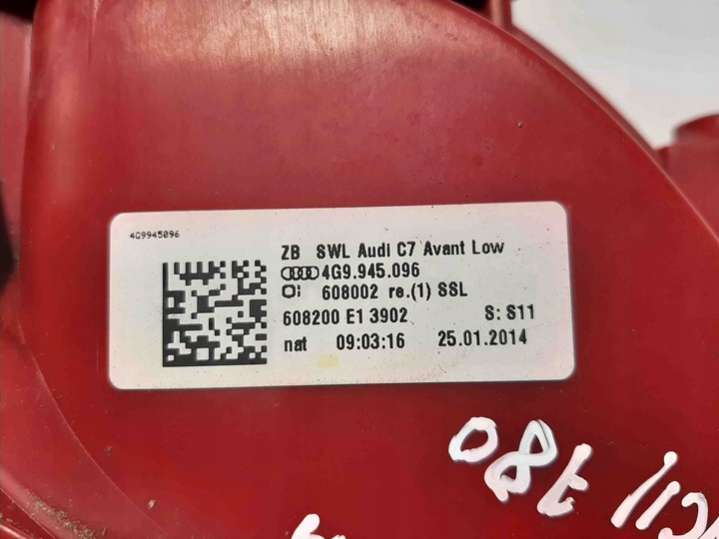 4G9945096
ZB SWL Audi C7 Avant Low
4G9.945.096
608002 re.(1) SSL
608200 E1 3902 S: S11
nat 09:03:16 25.01.2014